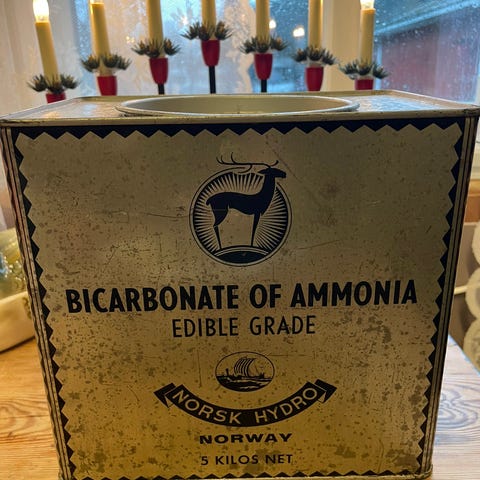 BICARBONATE OF AMMONIA
EDIBLE GRADE
NORSK HYDRO
NORWAY
5 KILOS NET